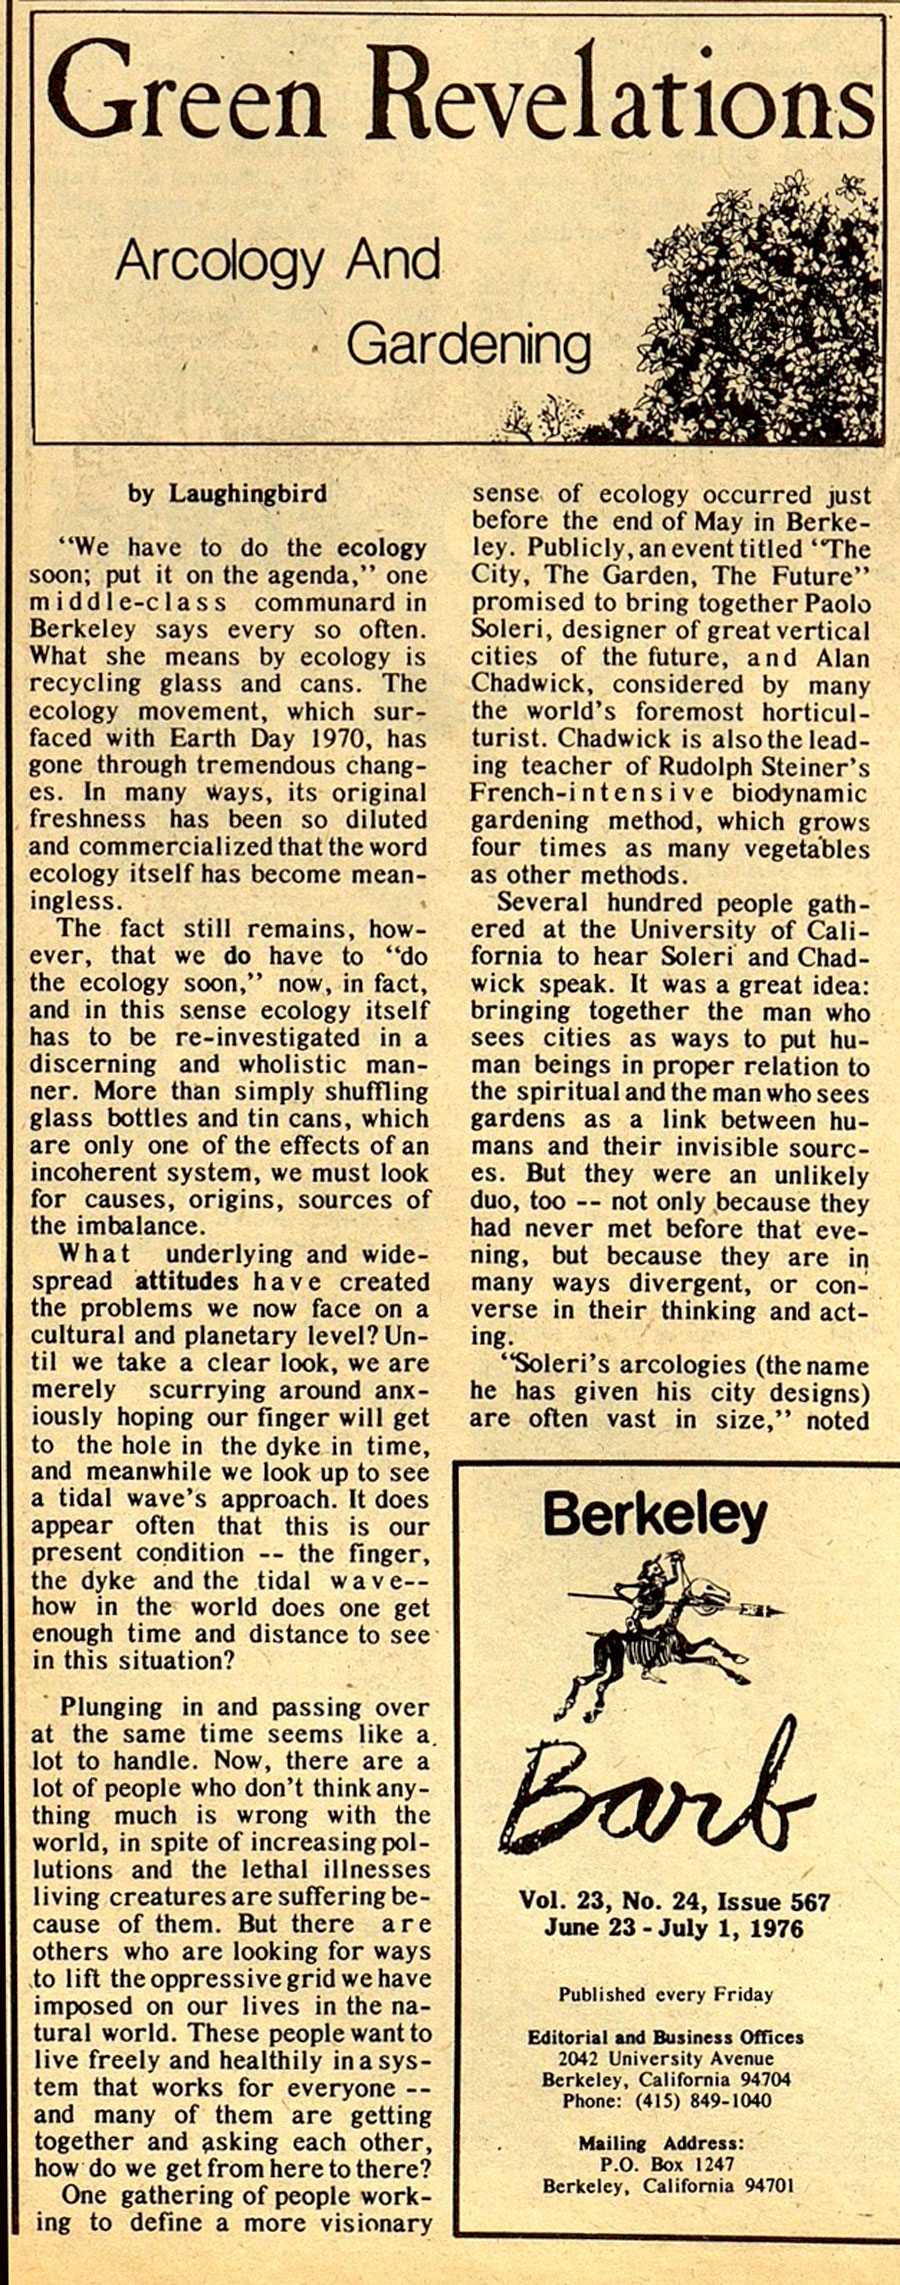 Green Revelations
Arcology And
Gardening
by Laughingbird
“We have to do the ecology
soon; put it on the agenda,” one
middle-class communard in
Berkeley says every so often.
What she means by ecology is
recycling glass and cans. The
ecology movement, which sur-
faced with Earth Day 1970, has
gone through tremendous chang-
es. In many ways, its original
freshness has been so diluted
and commercialized that the word
ecology itself has become mean-
ingless.
The fact still remains, how-
ever, that we do have to “do
the ecology soon,” now, in fact,
and in this sense ecology itself
has to be re-investigated in a
discerning and wholistic man-
ner. More than simply shuffling
glass bottles and tin cans, which
are only one of the effects of an
incoherent system, we must look
for causes, origins, sources of
the imbalance.
What underlying and wide-
spread attitudes have created
the problems we now face on a
cultural and planetary level? Un-
til we take a clear look, we are
merely scurrying around anx-
iously hoping our finger will get
to the hole in the dyke in time,
and meanwhile we look up to see
a tidal wave’s approach. It does
appear often that this is our
present condition -- the finger,
the dyke and the tidal wave--
how in the world does one get
enough time and distance to see
in this situation?
Plunging in and passing over
at the same time seems like a
lot to handle. Now, there are a
lot of people who don’t think any-
thing much is wrong with the
world, in spite of increasing pol-
lutions and the lethal illnesses
living creatures are suffering be-
cause of them. But there are
others who are looking for ways
to lift the oppressive grid we have
imposed on our lives in the na-
tural world. These people want to
live freely and healthily in a sys-
tem that works for everyone --
and many of them are getting
together and asking each other,
how do we get from here to there?
One gathering of people work-
ing to define a more visionary
sense of ecology occurred just
before the end of May in Berke-
ley. Publicly, an event titled “The
City, The Garden, The Future”
promised to bring together Paolo
Soleri, designer of great vertical
cities of the future, and Alan
Chadwick, considered by many
the world’s foremost horticul-
turist. Chadwick is also the lead-
ing teacher of Rudolph Steiner’s
French-intensive biodynamic
gardening method, which grows
four times as many vegetables
as other methods.
Several hundred people gath-
ered at the University of Cali-
fornia to hear Soleri and Chad-
wick speak. It was a great idea:
bringing together the man who
sees cities as ways to put hu-
man beings in proper relation to
the spiritual and the man who sees
gardens as a link between hu-
mans and their invisible sourc-
es. But they were an unlikely
duo, too -- not only because they
had never met before that eve-
ning, but because they are in
many ways divergent, or con-
verse in their thinking and act-
ing.
“Soleri’s arcologies (the name
he has given his city designs)
are often vast in size,” noted
Berkeley
Barb
Vol. 23, No. 24, Issue 567
June 23 - July 1, 1976
Published every Friday
Editorial and Business Offices
2042 University Avenue
Berkeley, California 94704
Phone: (415) 849-1040
Mailing Address:
P.O. Box 1247
Berkeley, California 94701